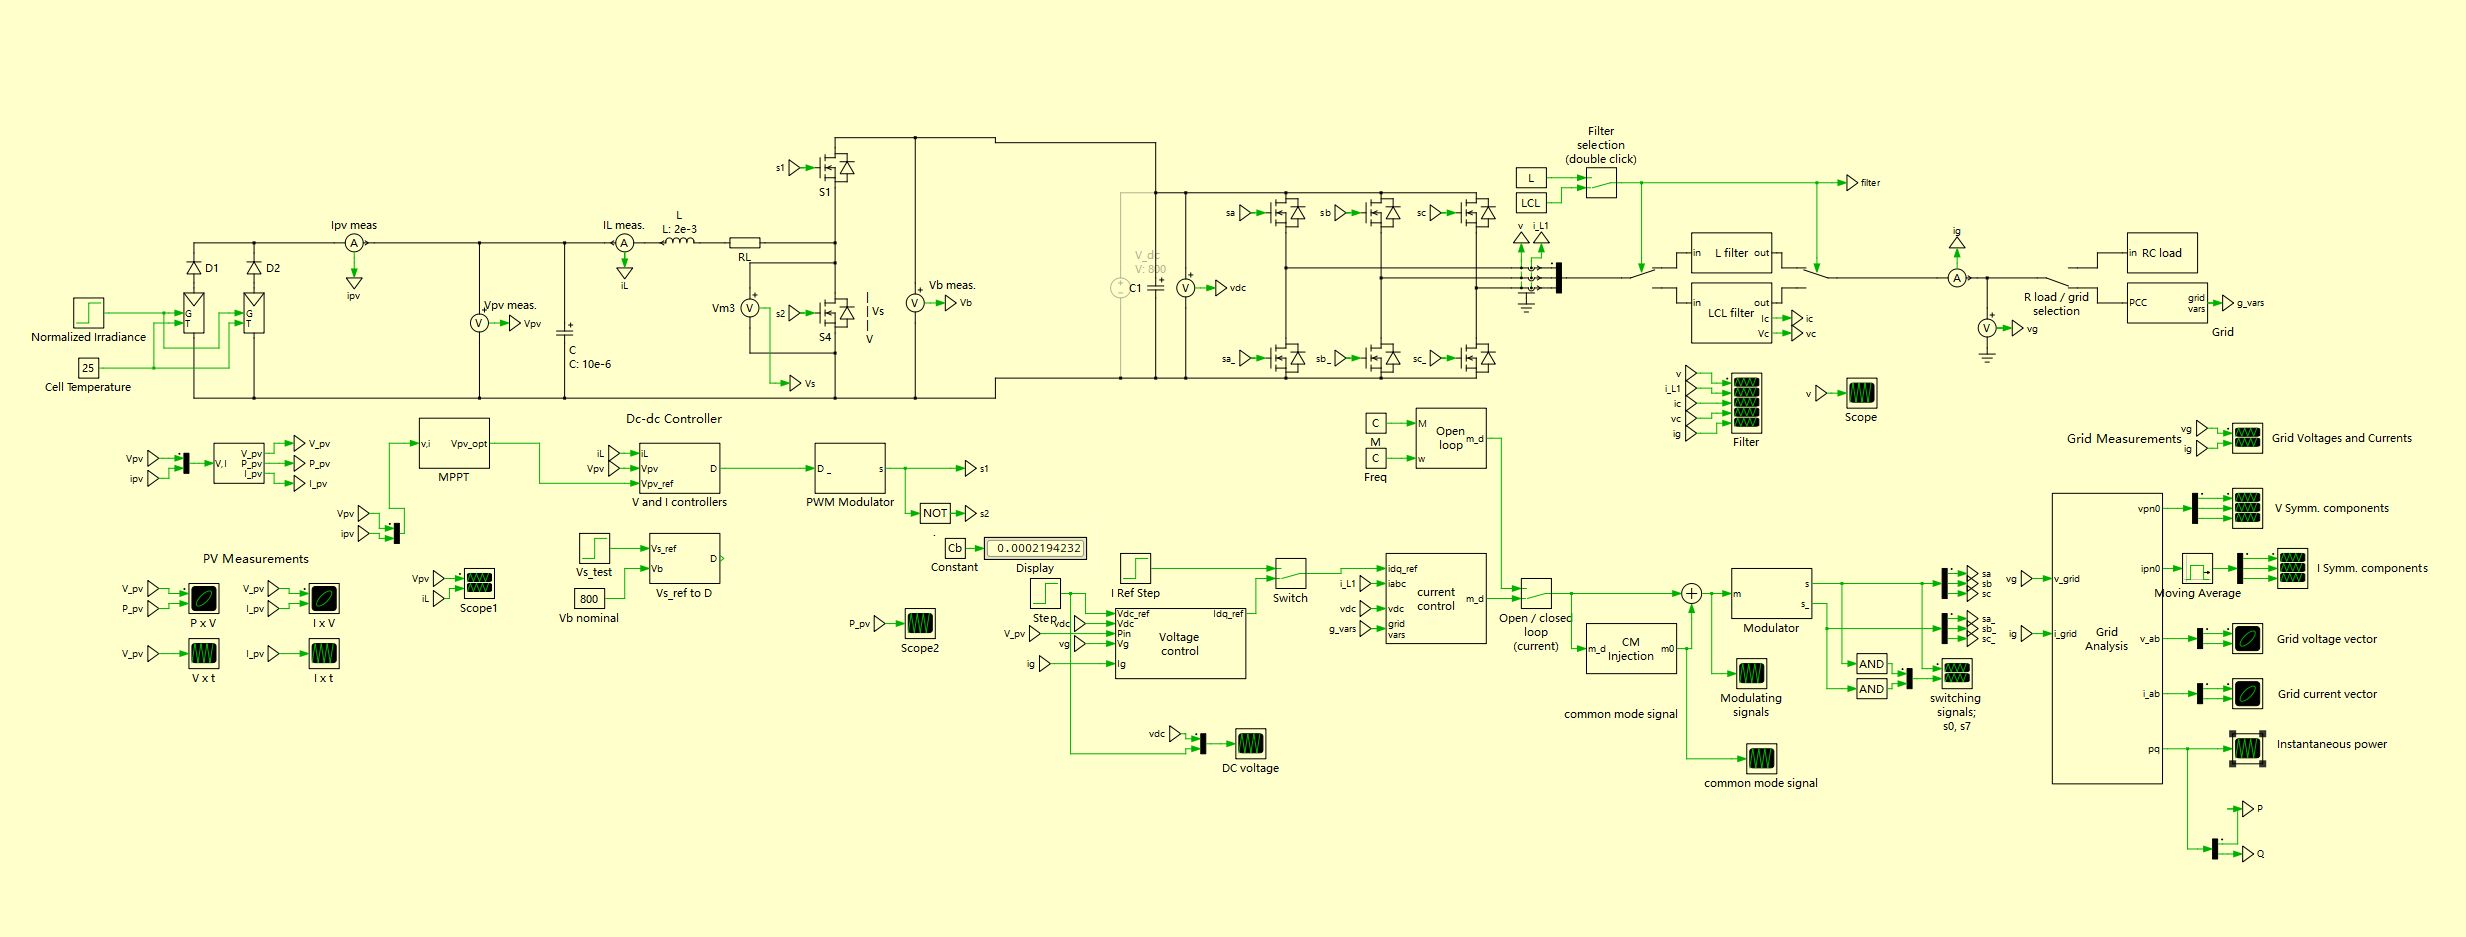 Filter
selection
(double click)
L
LCL
filter
s1
S1
Ipv meas
IL meas.
L
L: 2e-3
RL
D1
D2
ipv
iL
G
T
G
T
Normalized Irradiance
25
Cell Temperature
Vpv meas.
V
Vpv
C
C: 10e-6
Vm3
V
s2
S4
|
| Vs
|
V
Vs
V
Vb meas.
Vb
V_dc
V: 800
C1
V
vdc
sa
sb
sc
sa_
sb_
sc_
v
i_L1
in
L filter
out
in
LCL filter
out
Ic
Vc
ic
vc
ig
A
A
A
V
vg
R load / grid
selection
in RC load
PCC
grid
vars
g_vars
Grid
v
i_L1
ic
vc
ig
Filter
v
Scope
Dc-dc Controller
Vpv
ipv
V,I
V_pv
P_pv
I_pv
V_pv
P_pv
I_pv
v,i
Vpv_opt
MPPT
Vpv
ipv
iL
Vpv
iL
Vpv
Vpv_ref
D
V and I controllers
D
s
PWM Modulator
s1
NOT
s2
C
M
C
Freq
M
w
Open
loop
m_d
Grid Measurements
vg
ig
Grid Voltages and Currents
PV Measurements
V_pv
P_pv
P x V
V_pv
I_pv
I x V
V_pv
V x t
I_pv
I x t
Vpv
iL
Scope1
Vs_test
800
Vb nominal
Vs_ref
Vb
D
Vs_ref to D
Cb
Constant
0.0002194232
Display
P_pv
Scope2
Step
I Ref Step
Switch
vdc
V_pv
vg
ig
Vdc_ref
Vdc
Pin
Vg
Ig
Idq_ref
Voltage
control
vdc
DC voltage
i_L1
vdc
g_vars
idq_ref
iabc
vdc
grid
vars
current
control
m_d
Open / closed
loop
(current)
m_d
CM
Injection
m0
common mode signal
Modulating
signals
common mode signal
m
s
s_
Modulator
sa
sb
sc
sa_
sb_
sc_
AND
AND
switching
signals;
s0, s7
vg
ig
v_grid
i_grid
Grid
Analysis
vpn0
ipn0
v_ab
i_ab
pq
V Symm. components
Moving Average
I Symm. components
Grid voltage vector
Grid current vector
Instantaneous power
P
Q